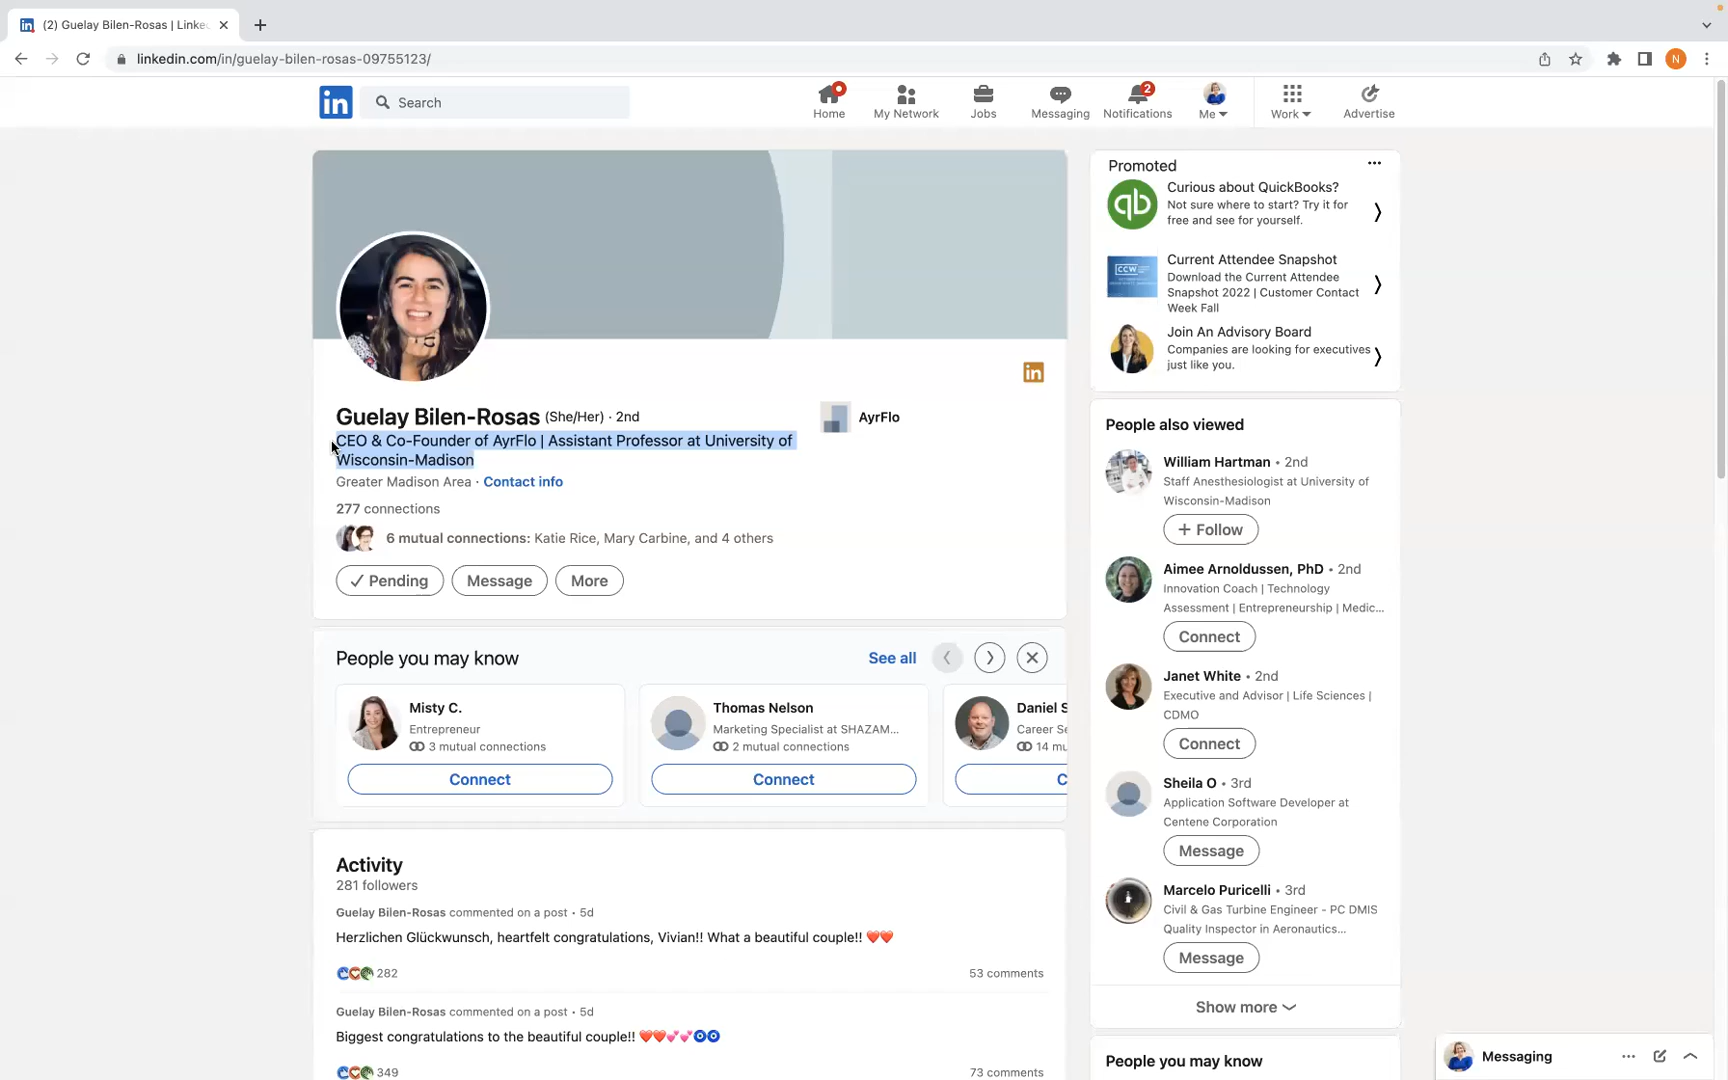 (2) Guelay Bilen-Rosas | Linke
linkedin.com/in/guelay-bilen-rosas-09755123/
N
in
Search
Home
My Network
Jobs
Messaging
2
Notifications
Me
Work
Advertise
Promoted
Curious about QuickBooks?
Not sure where to start? Try it for
free and see for yourself.
qb
Current Attendee Snapshot
Download the Current Attendee
Snapshot 2022 | Customer Contact
Week Fall
CCW
Join An Advisory Board
Companies are looking for executives
just like you.
in
Guelay Bilen-Rosas (She/Her) · 2nd
AyrFlo
CEO & Co-Founder of AyrFlo | Assistant Professor at University of
Wisconsin-Madison
Greater Madison Area · Contact info
277 connections
6 mutual connections: Katie Rice, Mary Carbine, and 4 others
Pending
Message
More
People also viewed
William Hartman • 2nd
Staff Anesthesiologist at University of
Wisconsin-Madison
+ Follow
Aimee Arnoldussen, PhD • 2nd
Innovation Coach | Technology
Assessment | Entrepreneurship | Medic...
Connect
Janet White • 2nd
Executive and Advisor | Life Sciences |
CDMO
Connect
Sheila O • 3rd
Application Software Developer at
Centene Corporation
Message
Marcelo Puricelli • 3rd
Civil & Gas Turbine Engineer - PC DMIS
Quality Inspector in Aeronautics...
Message
Show more
People you may know
People you may know
See all
Misty C.
Entrepreneur
3 mutual connections
Connect
Thomas Nelson
Marketing Specialist at SHAZAM...
2 mutual connections
Connect
Daniel S
Career Se
14 mu
C
Activity
281 followers
Guelay Bilen-Rosas commented on a post • 5d
Herzlichen Glückwunsch, heartfelt congratulations, Vivian!! What a beautiful couple!! ❤️❤️
282
53 comments
Guelay Bilen-Rosas commented on a post • 5d
Biggest congratulations to the beautiful couple!! ❤️❤️💕💕🧿🧿
349
73 comments
Messaging